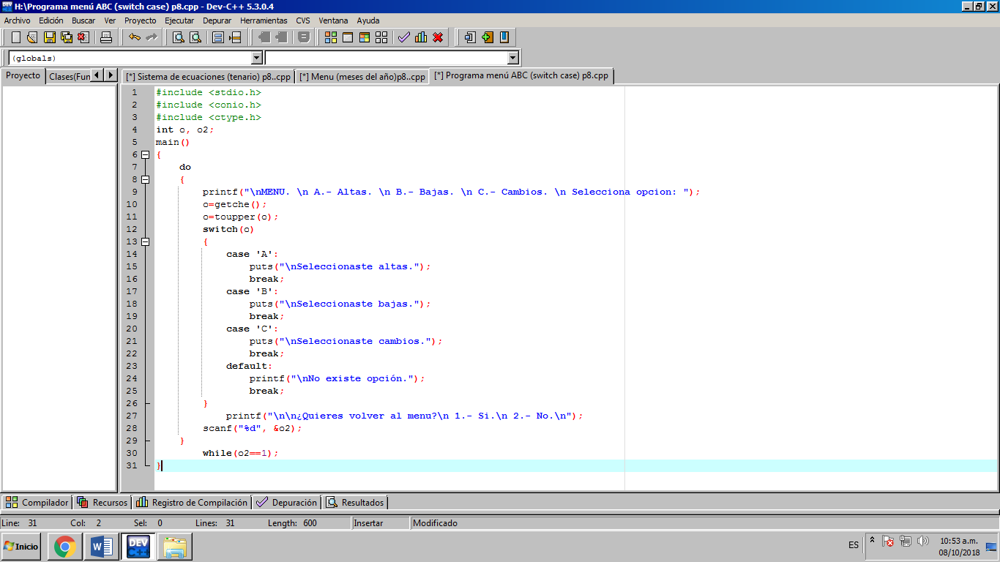 H:\Programa menú ABC (switch case) p8.cpp - Dev-C++ 5.3.0.4
Archivo Edición Buscar Ver Proyecto Ejecutar Depurar Herramientas CVS Ventana Ayuda
(globals)
Proyecto Clases(Fun [*] Sistema de ecuaciones (tenario) p8..cpp [*] Menu (meses del año)p8..cpp [*] Programa menú ABC (switch case) p8.cpp
1 #include <stdio.h>
2 #include <conio.h>
3 #include <ctype.h>
4 int o, o2;
5 main()
6 {
7 do
8 {
9 printf("\nMENU. \n A.- Altas. \n B.- Bajas. \n C.- Cambios. \n Selecciona opcion: ");
10 o=getche();
11 o=toupper(o);
12 switch(o)
13 {
14 case 'A':
15 puts("\nSeleccionaste altas.");
16 break;
17 case 'B':
18 puts("\nSeleccionaste bajas.");
19 break;
20 case 'C':
21 puts("\nSeleccionaste cambios.");
22 break;
23 default:
24 printf("\nNo existe opción.");
25 break;
26 }
27 printf("\n\n¿Quieres volver al menu?\n 1.- Si.\n 2.- No.\n");
28 scanf("%d", &o2);
29 }
30 while(o2==1);
31 }
Compilador Recursos Registro de Compilación Depuración Resultados
Line: 31 Col: 2 Sel: 0 Lines: 31 Length: 600 Insertar Modificado
Inicio W DEV C++ ES 10:53 a.m.
08/10/2018